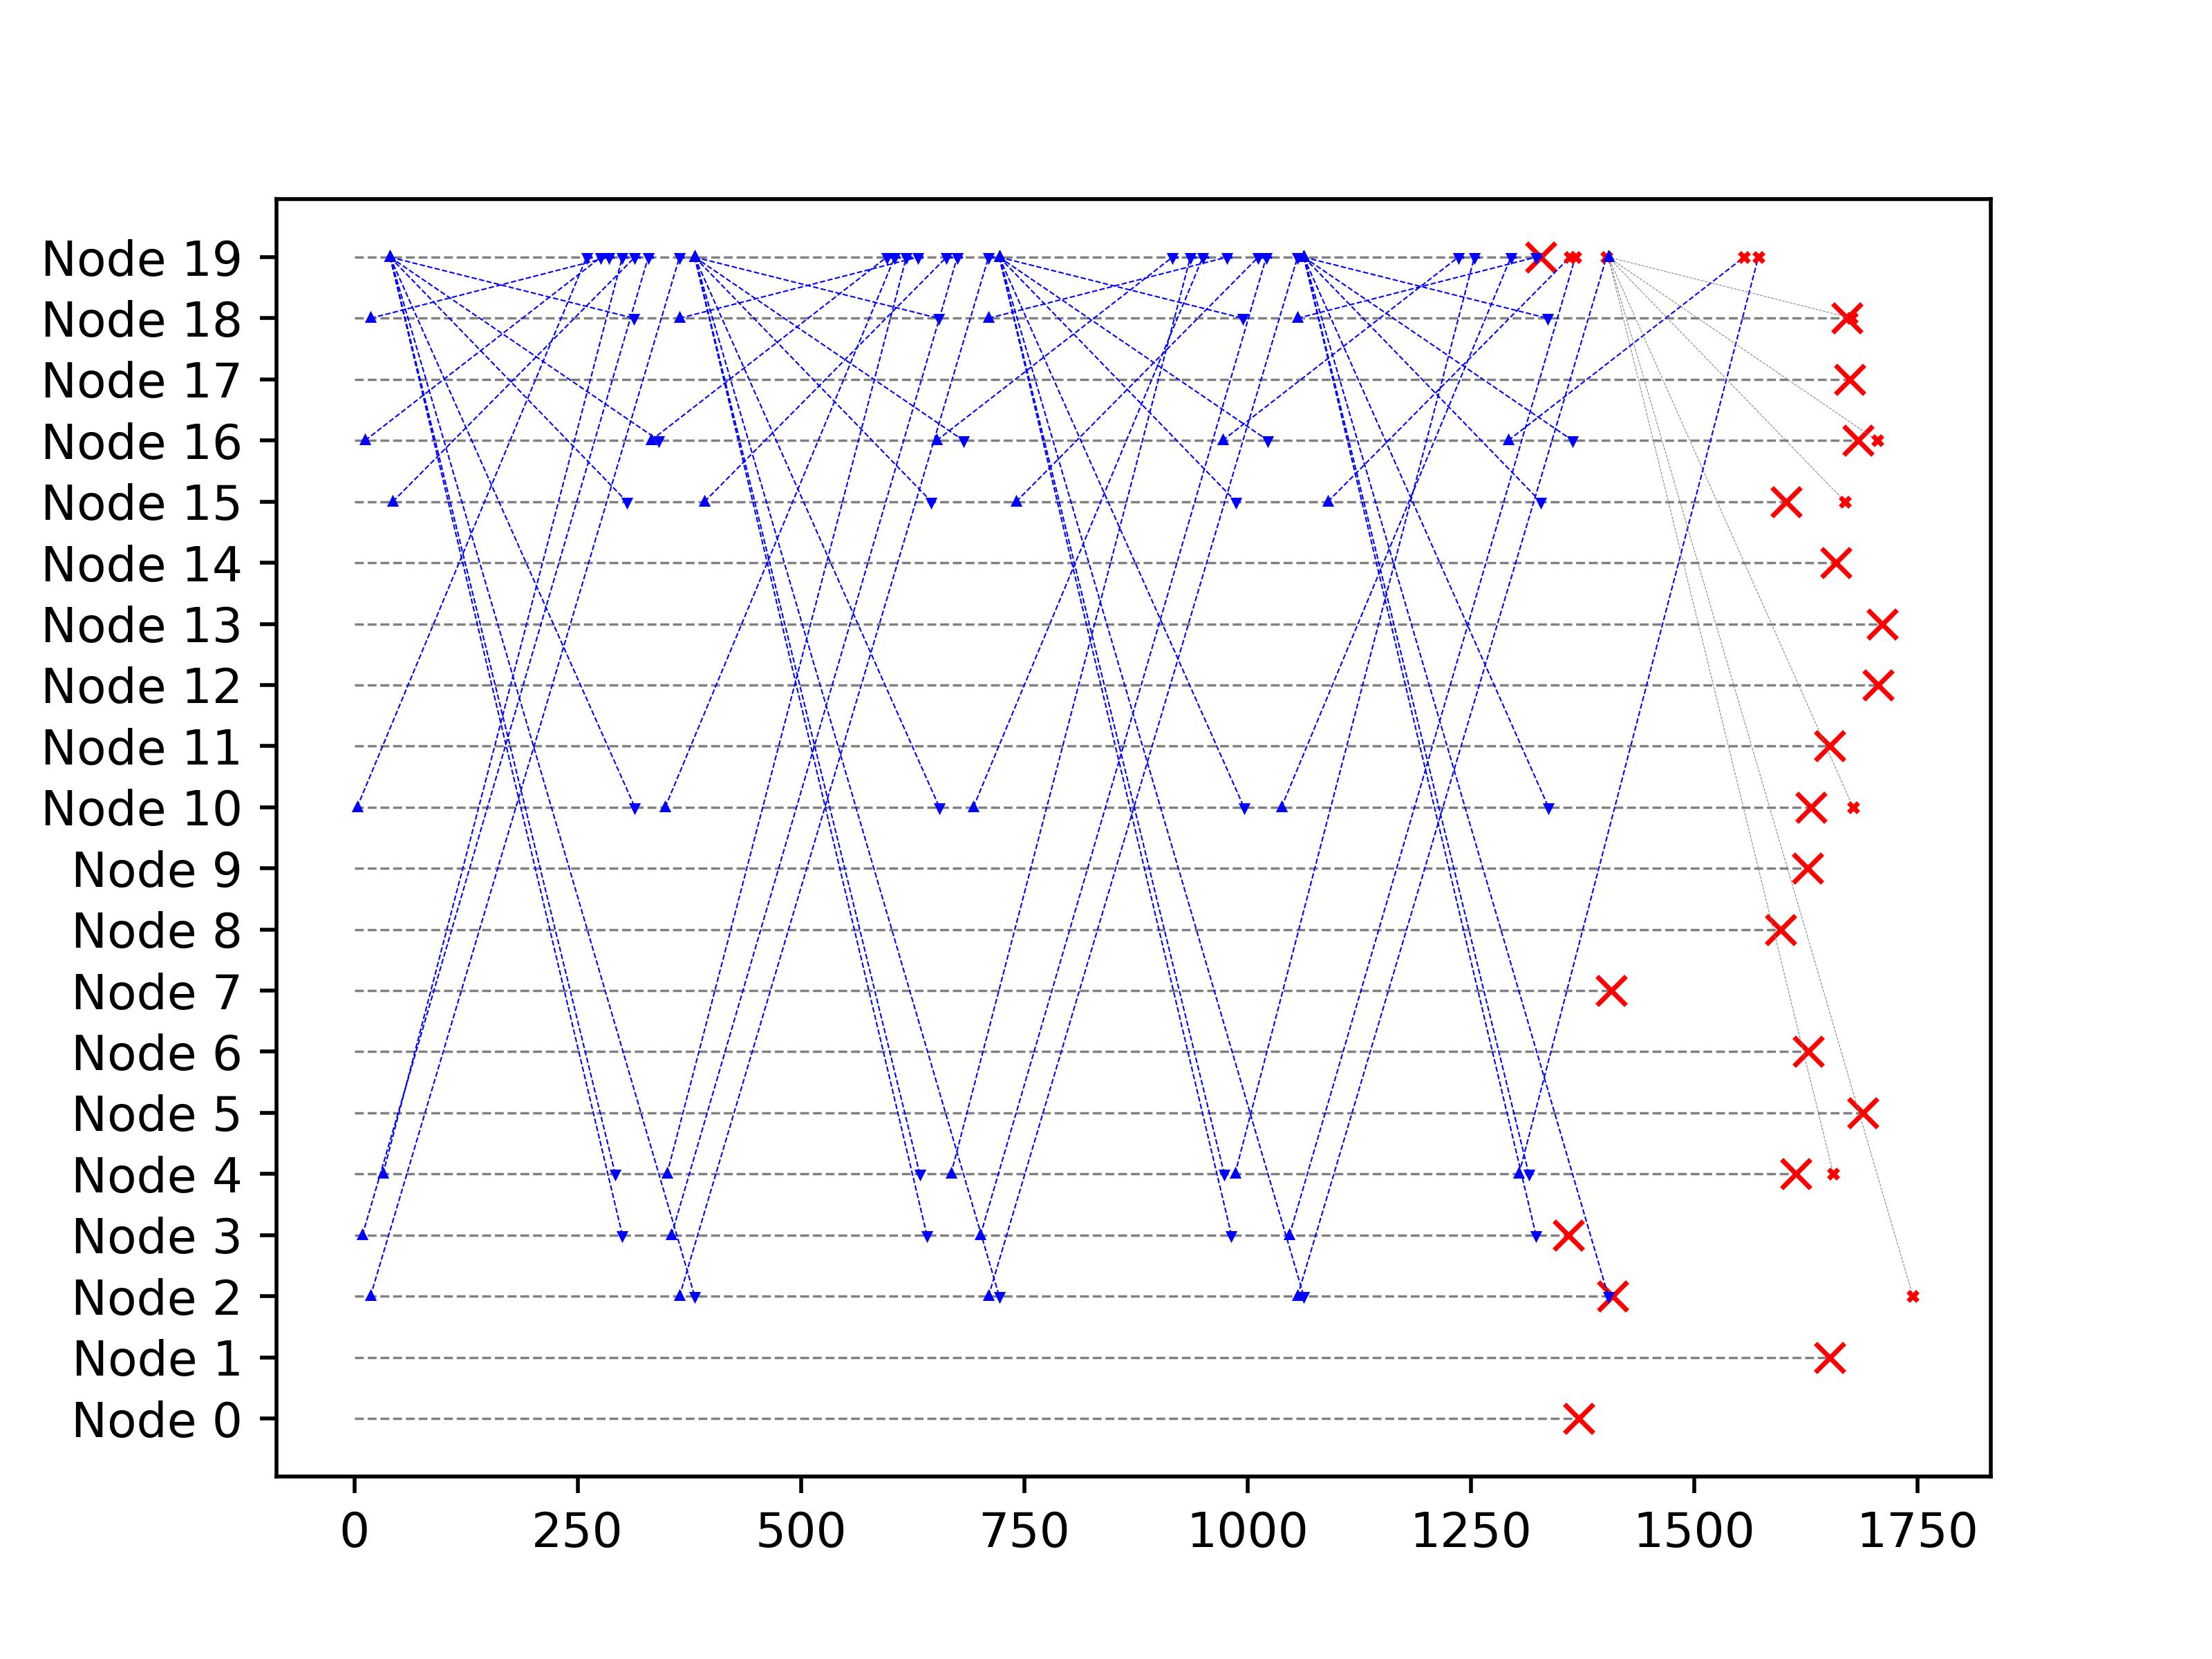 Node 19
Node 18
Node 17
Node 16
Node 15
Node 14
Node 13
Node 12
Node 11
Node 10
Node 9
Node 8
Node 7
Node 6
Node 5
Node 4
Node 3
Node 2
Node 1
Node 0
0 250 500 750 1000 1250 1500 1750